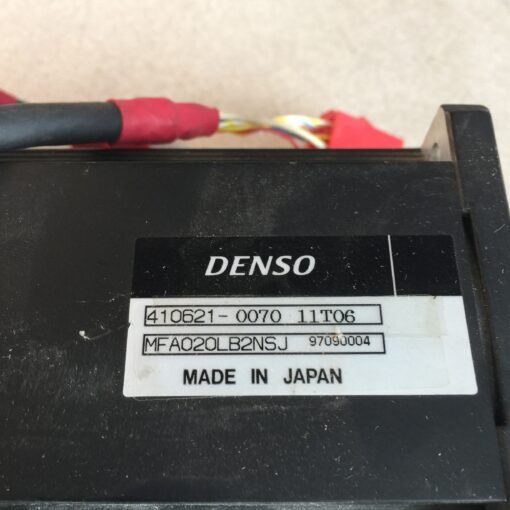 DENSO
410621-0070 11T06
MFA020LB2NSJ 97090004
MADE IN JAPAN